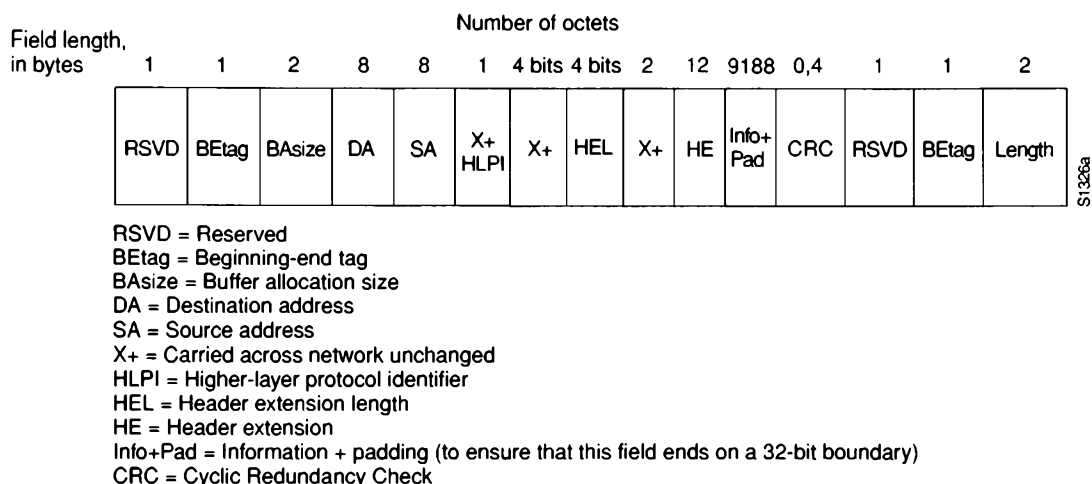 Number of octets
Field length,
in bytes 1 1 2 8 8 1 4 bits 4 bits 2 12 9188 0,4 1 1 2
RSVD BEtag BAsize DA SA X+ HLPI X+ HEL X+ HE Info+ Pad CRC RSVD BEtag Length
S1326a
RSVD = Reserved
BEtag = Beginning-end tag
BAsize = Buffer allocation size
DA = Destination address
SA = Source address
X+ = Carried across network unchanged
HLPI = Higher-layer protocol identifier
HEL = Header extension length
HE = Header extension
Info+Pad = Information + padding (to ensure that this field ends on a 32-bit boundary)
CRC = Cyclic Redundancy Check